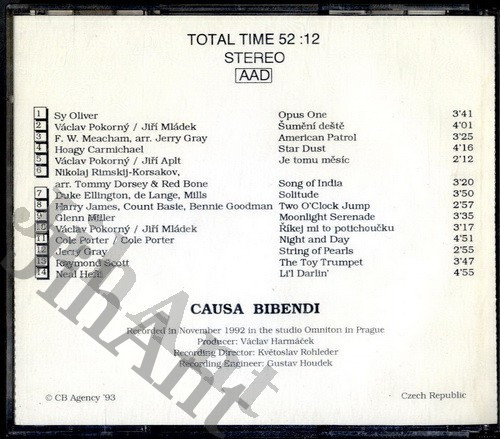 TOTAL TIME 52 :12
STEREO
AAD
1 Sy Oliver Opus One 3'41
2 Václav Pokorný / Jiří Mládek Šumění deště 4'01
3 F. W. Meacham, arr. Jerry Gray American Patrol 3'25
4 Hoagy Carmichael Star Dust 4'16
5 Václav Pokorný / Jiří Aplt Je tomu měsíc 2'12
6 Nikolaj Rimskij-Korsakov,
arr. Tommy Dorsey & Red Bone Song of India 3'20
7 Duke Ellington, de Lange, Mills Solitude 3'50
8 Harry James, Count Basie, Bennie Goodman Two O'Clock Jump 2'57
9 Glenn Miller Moonlight Serenade 3'35
10 Václav Pokorný / Jiří Mládek Říkej mi to potichoučku 3'17
11 Cole Porter / Cole Porter Night and Day 4'51
12 Jerry Gray String of Pearls 2'55
13 Raymond Scott The Toy Trumpet 3'47
14 Neal Hefti Li'l Darlin' 4'55
CAUSA BIBENDI
Recorded in November 1992 in the studio Omniton in Prague
Producer: Václav Harmáček
Recording Director: Květoslav Rohleder
Recording Engineer: Gustav Houdek
© CB Agency '93 Czech Republic